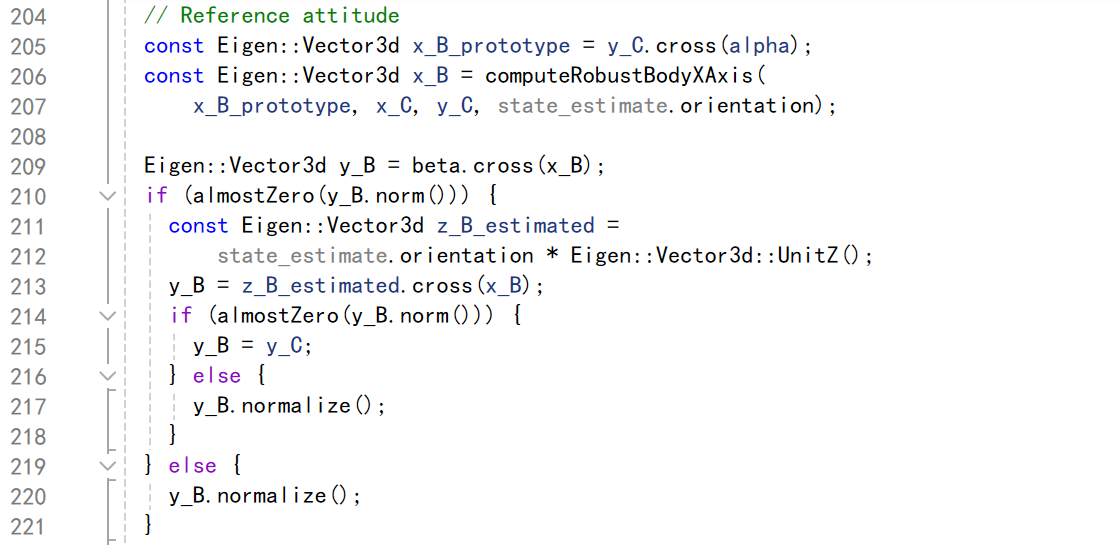 204 // Reference attitude
205 const Eigen::Vector3d x_B_prototype = y_C.cross(alpha);
206 const Eigen::Vector3d x_B = computeRobustBodyXAxis(
207     x_B_prototype, x_C, y_C, state_estimate.orientation);
208
209 Eigen::Vector3d y_B = beta.cross(x_B);
210 if (almostZero(y_B.norm())) {
211   const Eigen::Vector3d z_B_estimated =
212       state_estimate.orientation * Eigen::Vector3d::UnitZ();
213   y_B = z_B_estimated.cross(x_B);
214   if (almostZero(y_B.norm())) {
215     y_B = y_C;
216   } else {
217     y_B.normalize();
218   }
219 } else {
220   y_B.normalize();
221 }